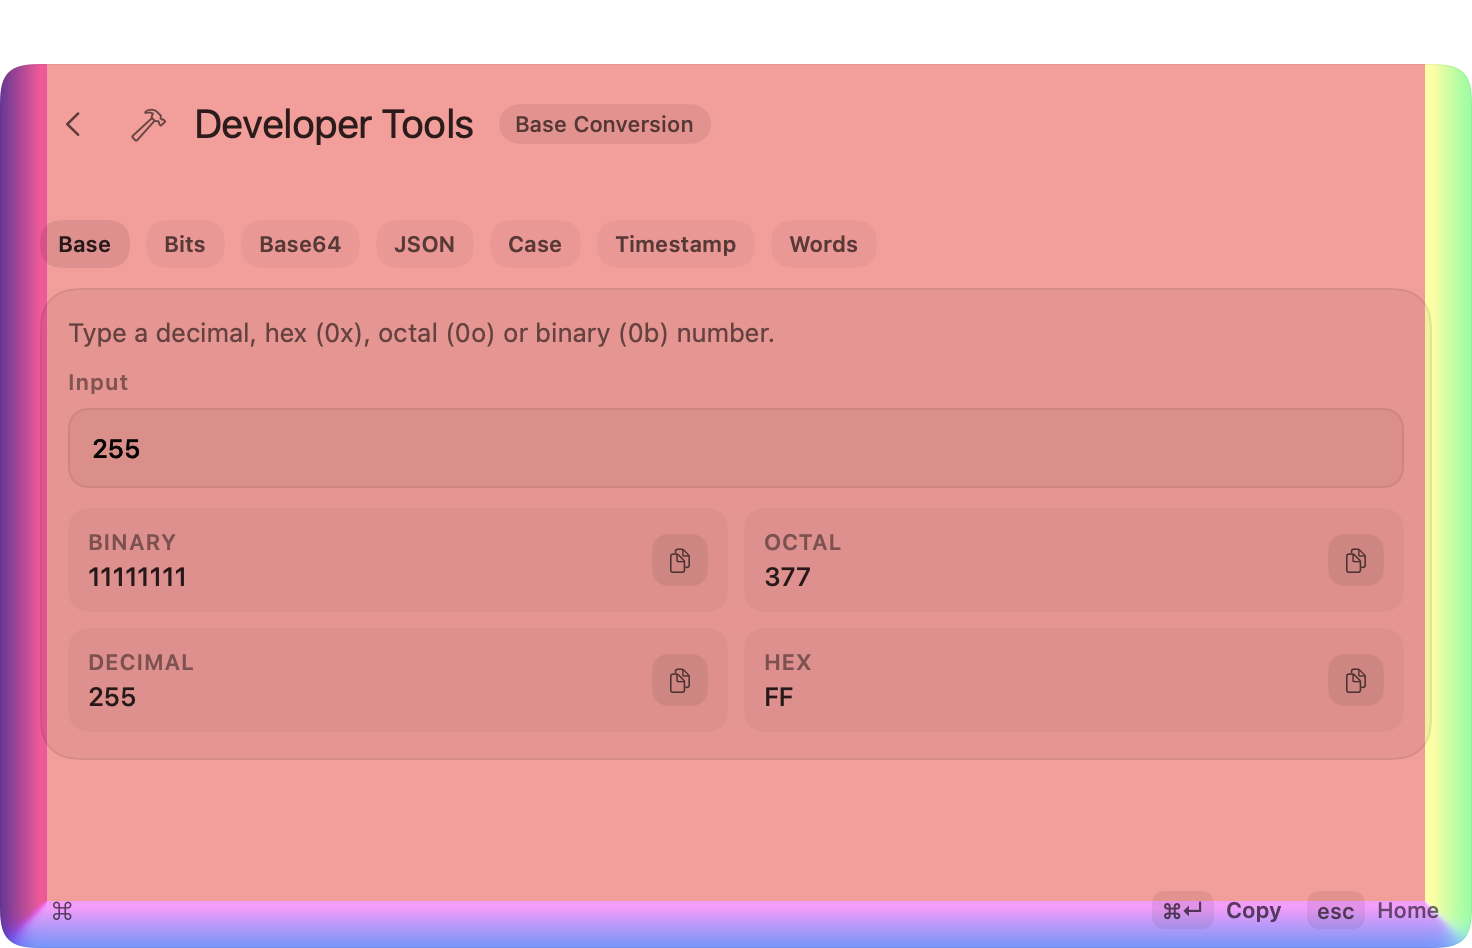 Developer Tools Base Conversion
Base Bits Base64 JSON Case Timestamp Words
Type a decimal, hex (0x), octal (0o) or binary (0b) number.
Input
255
BINARY
11111111
OCTAL
377
DECIMAL
255
HEX
FF
⌘ ⌘↵ Copy esc Home